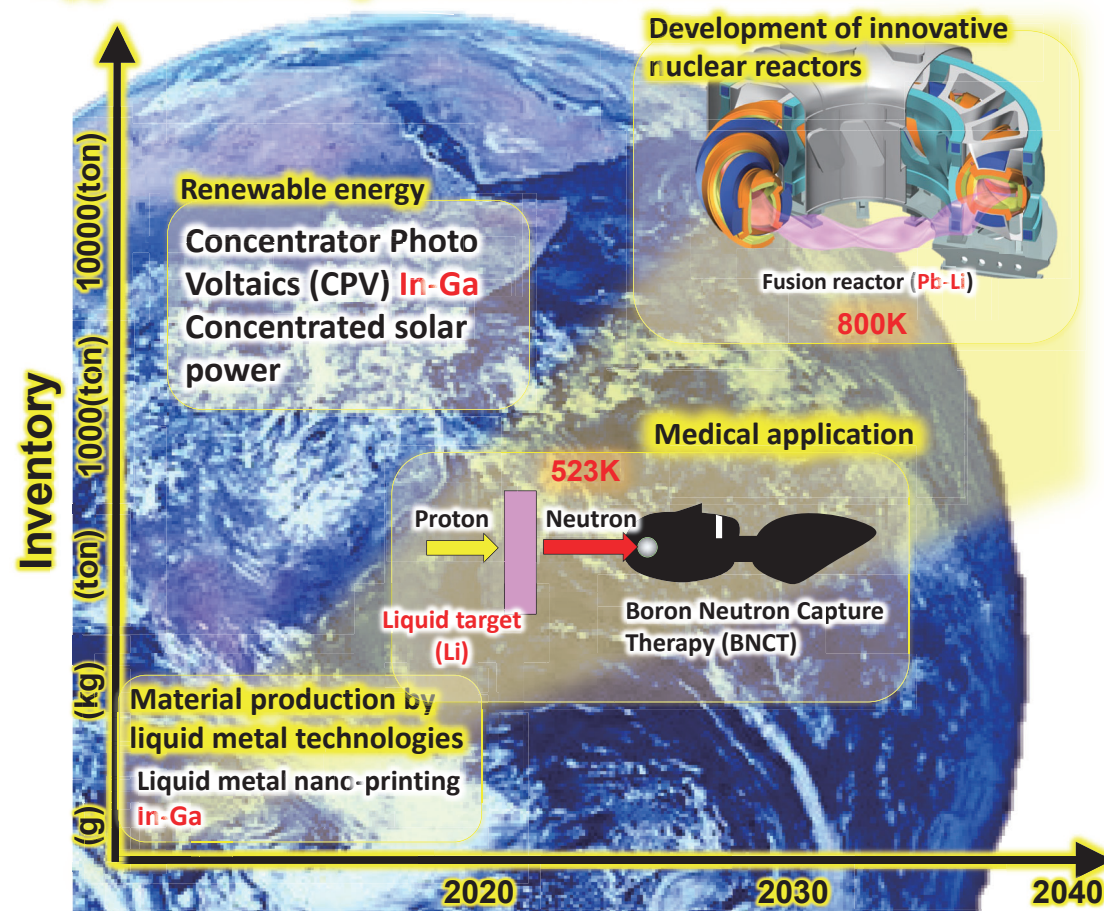 Development of innovative
nuclear reactors
Fusion reactor (Pb-Li)
800K
Renewable energy
Concentrator Photo
Voltaics (CPV) In-Ga
Concentrated solar
power
Medical application
523K
Proton
Neutron
Liquid target
(Li)
Boron Neutron Capture
Therapy (BNCT)
Material production by
liquid metal technologies
Liquid metal nano-printing
in-Ga
Inventory
10000(ton)
1000(ton)
(ton)
(kg)
(g)
2020
2030
2040